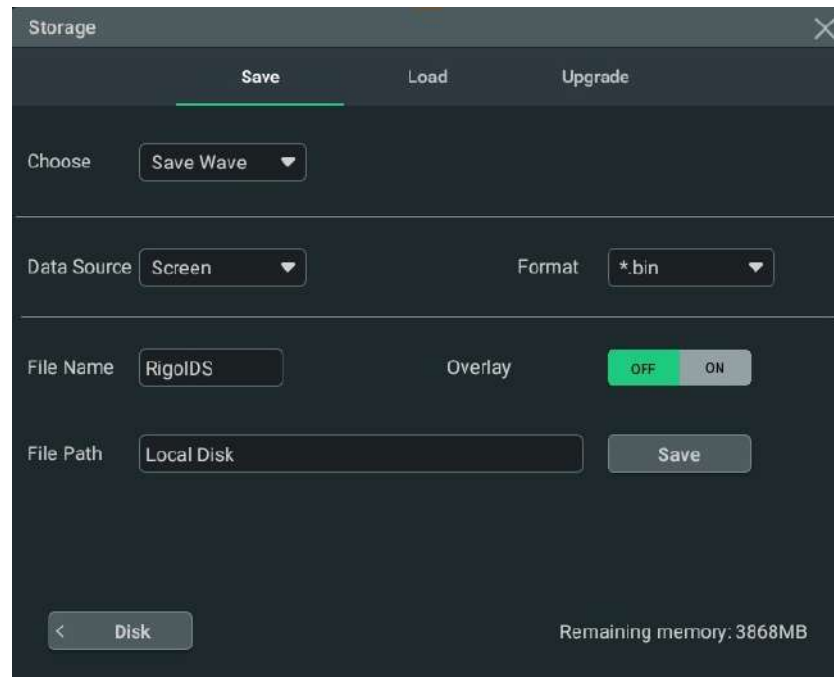 Storage
Save Load Upgrade
Choose Save Wave
Data Source Screen Format *.bin
File Name RigolDS Overlay OFF ON
File Path Local Disk Save
< Disk Remaining memory: 3868MB